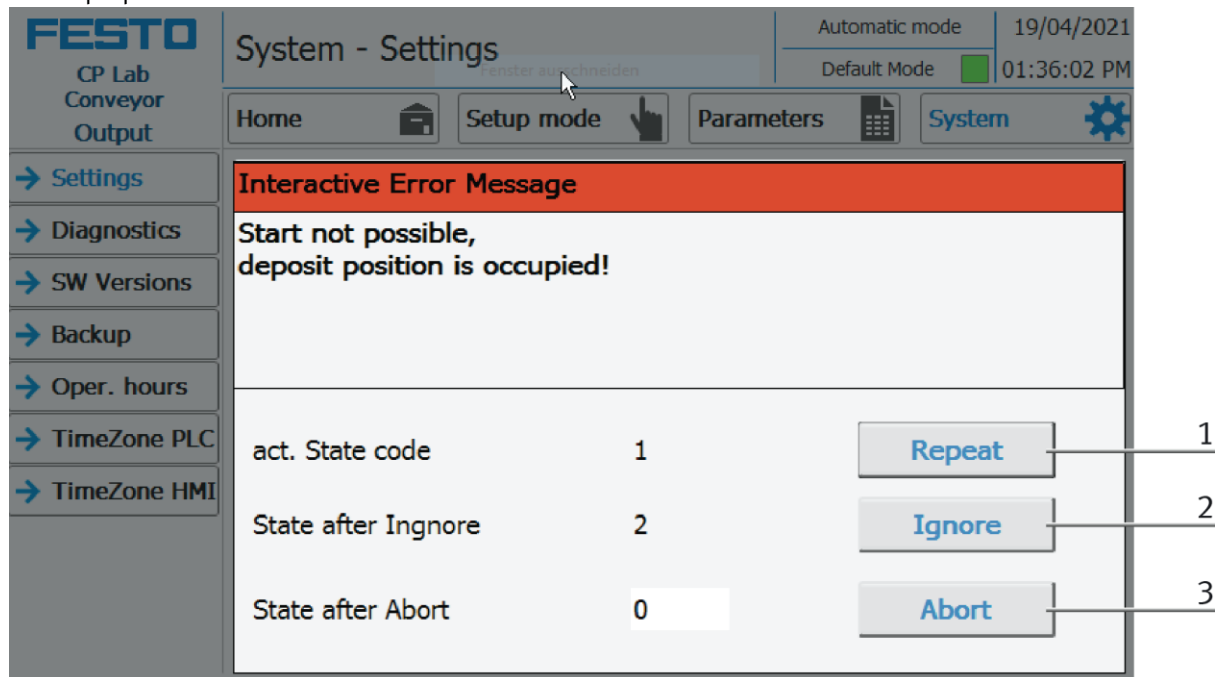 FESTO
CP Lab
Conveyor
Output
System - Settings
Fenster ausschneiden
Automatic mode
Default Mode
19/04/2021
01:36:02 PM
Home
Setup mode
Parameters
System
Settings
Diagnostics
SW Versions
Backup
Oper. hours
TimeZone PLC
TimeZone HMI
Interactive Error Message
Start not possible,
deposit position is occupied!
act. State code 1 Repeat 1
State after Ingnore 2 Ignore 2
State after Abort 0 Abort 3